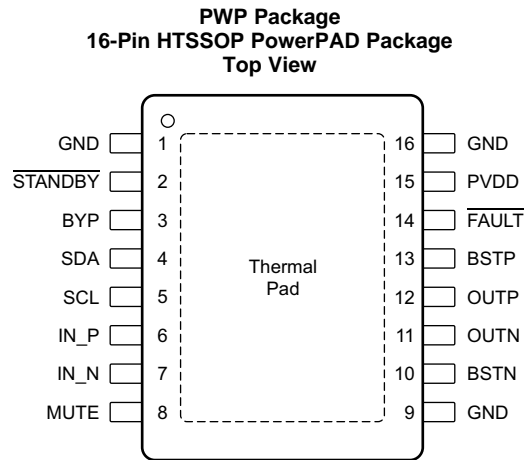 PWP Package
16-Pin HTSSOP PowerPAD Package
Top View
GND 1 16 GND
STANDBY 2 15 PVDD
BYP 3 14 FAULT
SDA 4 13 BSTP
Thermal
Pad
SCL 5 12 OUTP
IN_P 6 11 OUTN
IN_N 7 10 BSTN
MUTE 8 9 GND